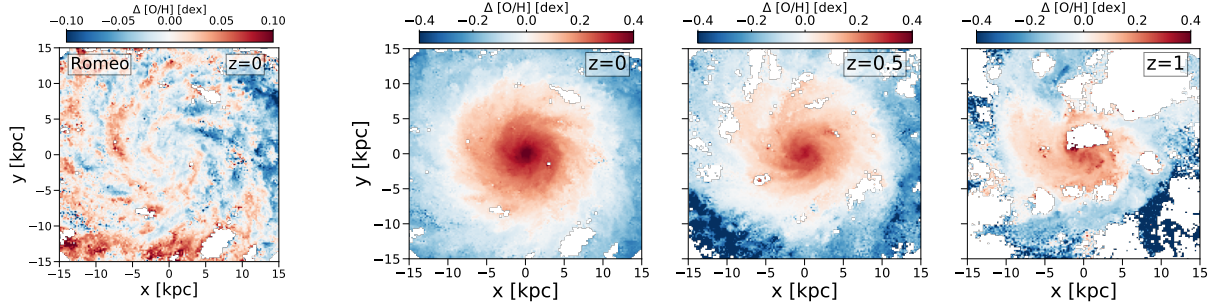 Δ [O/H] [dex]
−0.10 −0.05 0.00 0.05 0.10
Romeo
z=0
15
10
5
0
−5
−10
−15
−15 −10 −5 0 5 10 15
y [kpc]
x [kpc]
Δ [O/H] [dex]
−0.4 −0.2 0.0 0.2 0.4
z=0
15
10
5
0
−5
−10
−15
−15 −10 −5 0 5 10 15
y [kpc]
x [kpc]
Δ [O/H] [dex]
−0.4 −0.2 0.0 0.2 0.4
z=0.5
−15 −10 −5 0 5 10 15
x [kpc]
Δ [O/H] [dex]
−0.4 −0.2 0.0 0.2 0.4
z=1
−15 −10 −5 0 5 10 15
x [kpc]